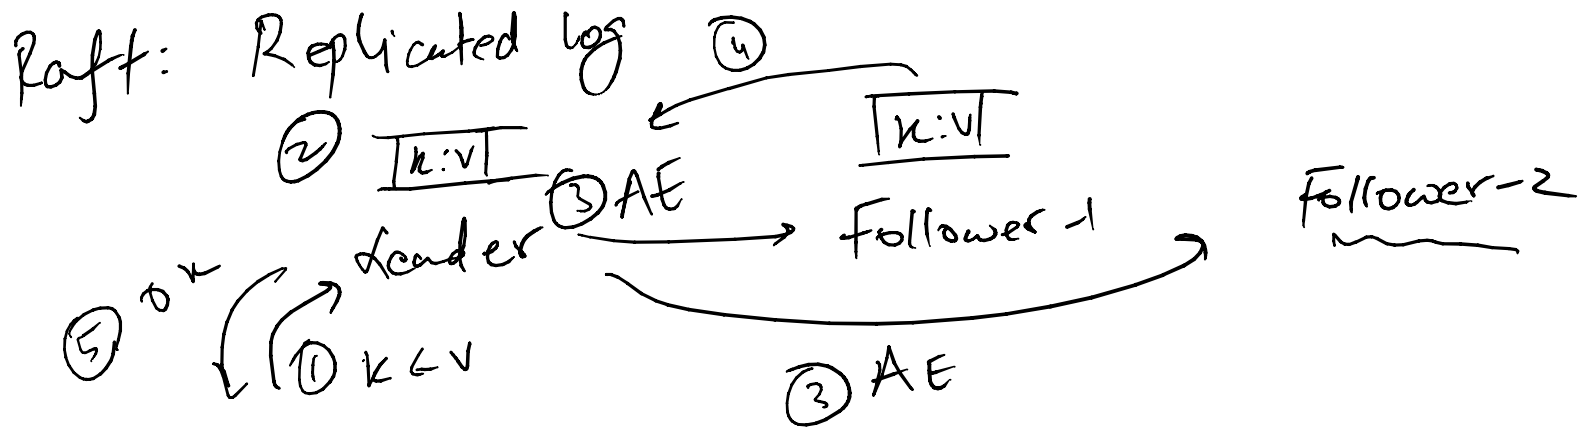 Raft: Replicated log ④
② k:v
k:v
③ AE
Leader
Follower-1
Follower-2
⑤ ok
① k ← v
③ AE